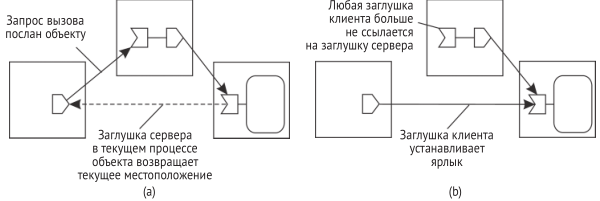 Запрос вызова
послан объекту
Заглушка сервера
в текущем процессе
объекта возвращает
текущее местоположение
(a)
Любая заглушка
клиента больше
не ссылается
на заглушку сервера
Заглушка клиента
устанавливает
ярлык
(b)